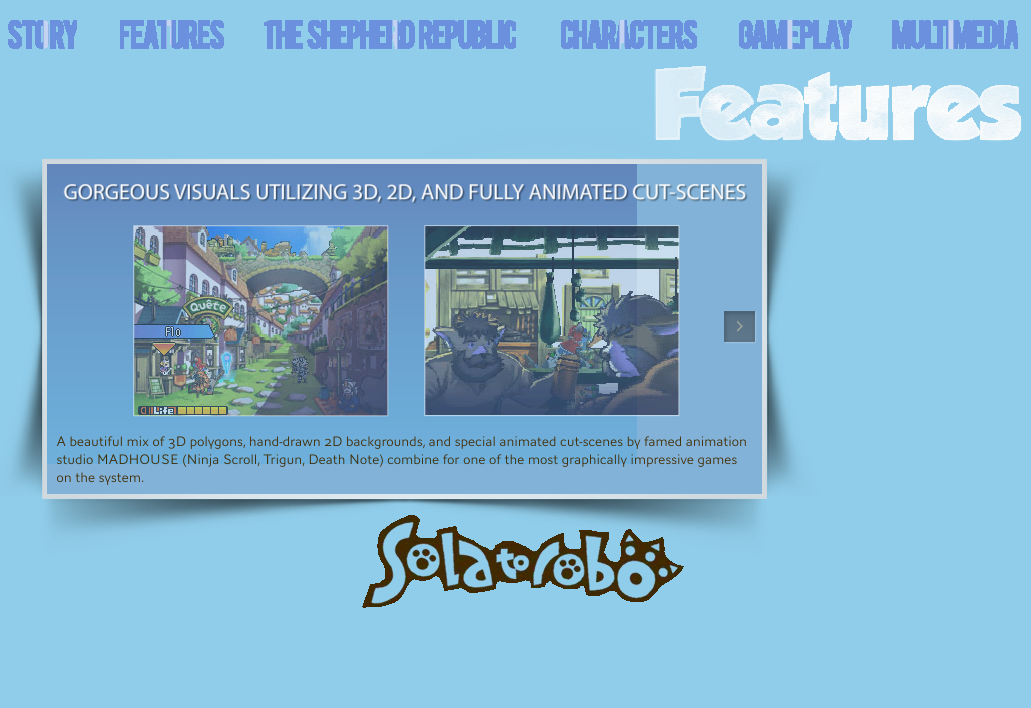 STORY FEATURES THE SHEPHERD REPUBLIC CHARACTERS GAMEPLAY MULTIMEDIA
Features
GORGEOUS VISUALS UTILIZING 3D, 2D, AND FULLY ANIMATED CUT-SCENES
Quête
Flo
Life
A beautiful mix of 3D polygons, hand-drawn 2D backgrounds, and special animated cut-scenes by famed animation
studio MADHOUSE (Ninja Scroll, Trigun, Death Note) combine for one of the most graphically impressive games
on the system.
Solatorobo